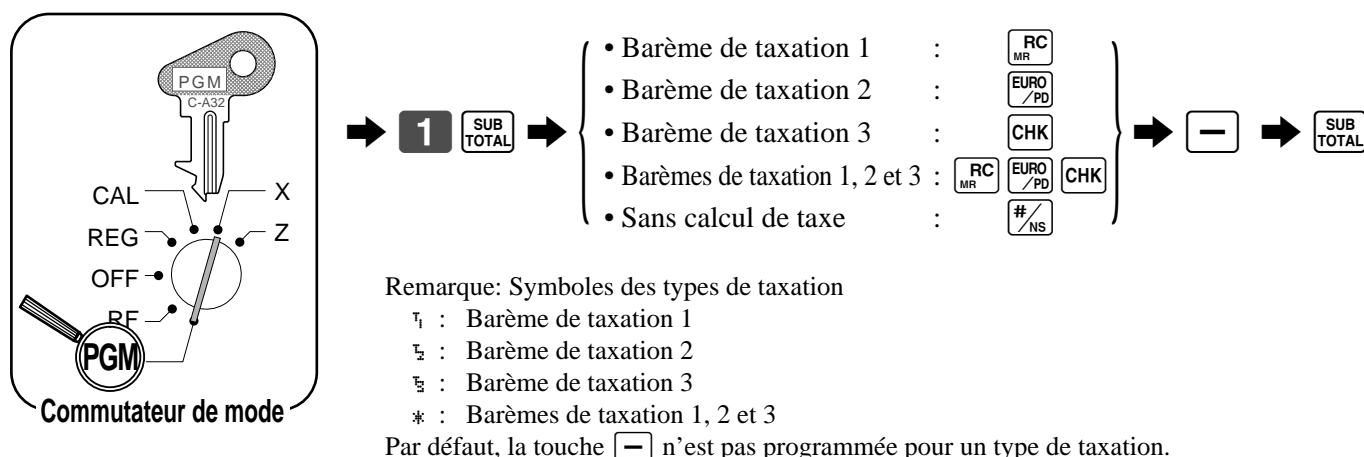 PGM
C-A32
CAL
X
REG
Z
OFF
RF
PGM
Commutateur de mode
1 SUB TOTAL
• Barème de taxation 1 : RC MR
• Barème de taxation 2 : EURO /PD
• Barème de taxation 3 : CHK
• Barèmes de taxation 1, 2 et 3 : RC MR EURO /PD CHK
• Sans calcul de taxe : #/NS
− SUB TOTAL
Remarque: Symboles des types de taxation
T1 : Barème de taxation 1
T2 : Barème de taxation 2
T3 : Barème de taxation 3
* : Barèmes de taxation 1, 2 et 3
Par défaut, la touche − n’est pas programmée pour un type de taxation.